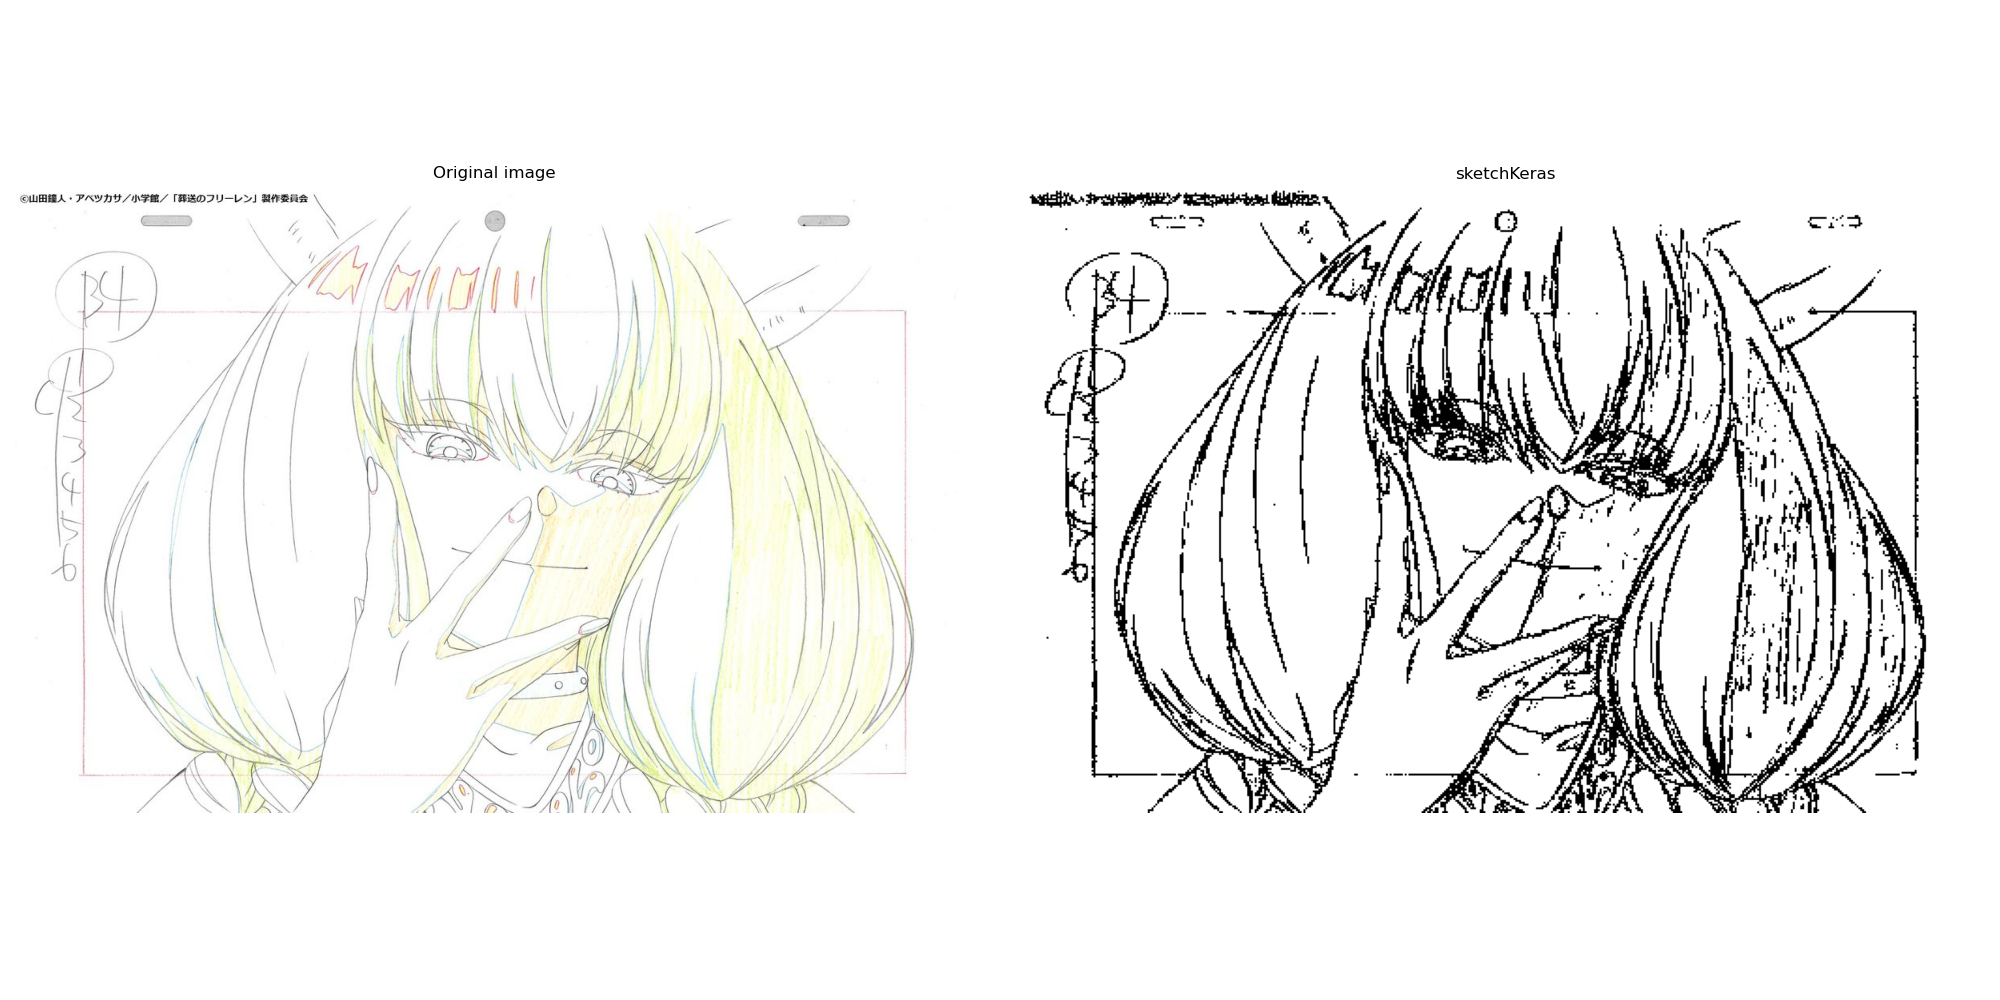 Original image
sketchKeras
©山田鐘人・アベツカサ／小学館／「葬送のフリーレン」製作委員会
B4
B4